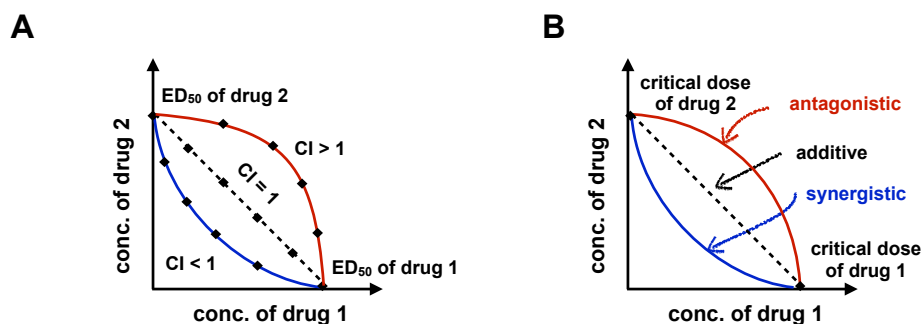 A
ED50 of drug 2
CI > 1
CI = 1
CI < 1
ED50 of drug 1
conc. of drug 2
conc. of drug 1
B
critical dose
of drug 2
antagonistic
additive
synergistic
critical dose
of drug 1
conc. of drug 2
conc. of drug 1